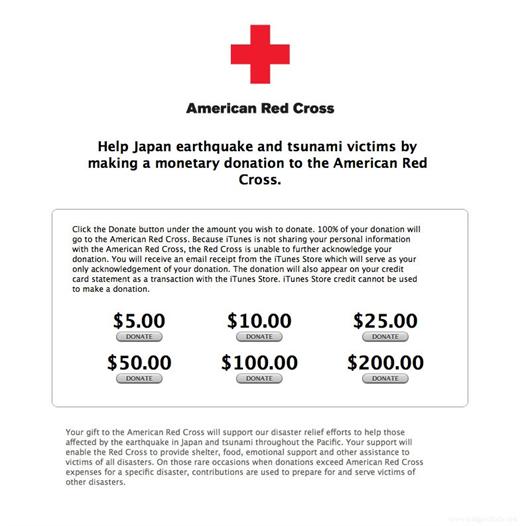 American Red Cross
Help Japan earthquake and tsunami victims by
making a monetary donation to the American Red
Cross.
Click the Donate button under the amount you wish to donate. 100% of your donation will
go to the American Red Cross. Because iTunes is not sharing your personal information
with the American Red Cross, the Red Cross is unable to further acknowledge your
donation. You will receive an email receipt from the iTunes Store which will serve as your
only acknowledgement of your donation. The donation will also appear on your credit
card statement as a transaction with the iTunes Store. iTunes Store credit cannot be used
to make a donation.
$5.00 $10.00 $25.00
DONATE DONATE DONATE
$50.00 $100.00 $200.00
DONATE DONATE DONATE
Your gift to the American Red Cross will support our disaster relief efforts to help those
affected by the earthquake in Japan and tsunami throughout the Pacific. Your support will
enable the Red Cross to provide shelter, food, emotional support and other assistance to
victims of all disasters. On those rare occasions when donations exceed American Red Cross
expenses for a specific disaster, contributions are used to prepare for and serve victims of
other disasters.